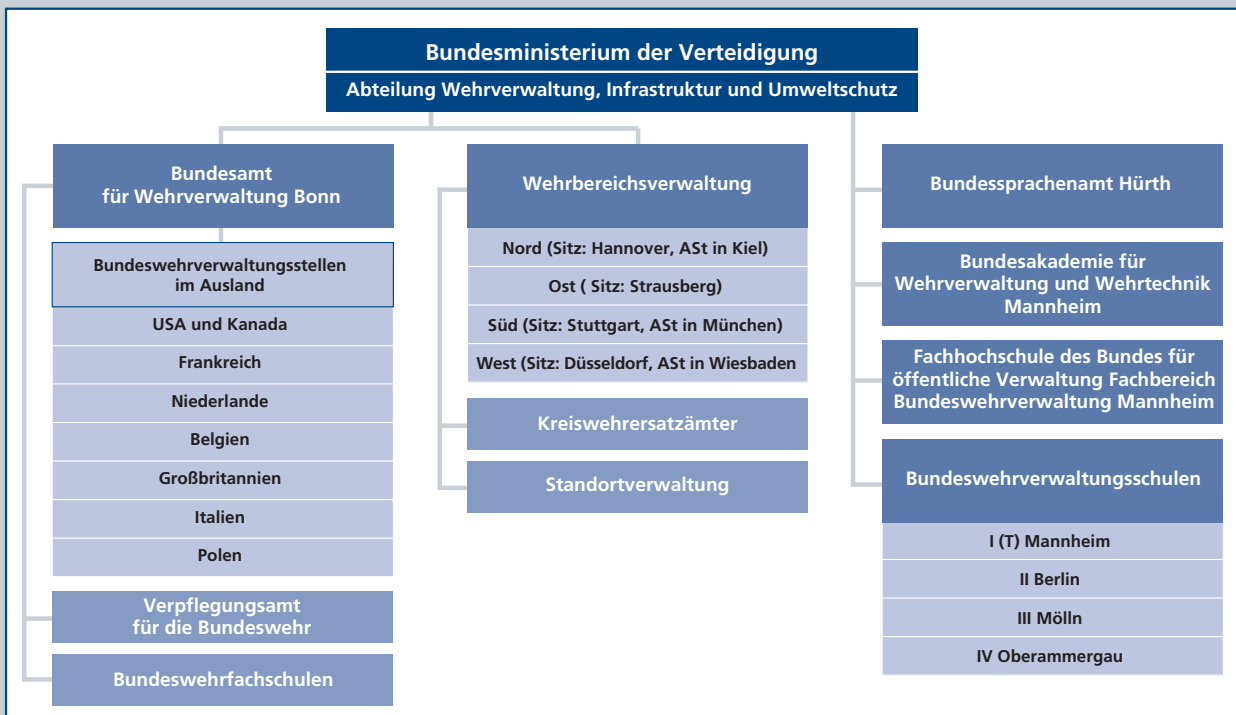 Bundesministerium der Verteidigung
Abteilung Wehrverwaltung, Infrastruktur und Umweltschutz
Bundesamt
für Wehrverwaltung Bonn
Bundeswehrverwaltungsstellen
im Ausland
USA und Kanada
Frankreich
Niederlande
Belgien
Großbritannien
Italien
Polen
Verpflegungsamt
für die Bundeswehr
Bundeswehrfachschulen
Wehrbereichsverwaltung
Nord (Sitz: Hannover, ASt in Kiel)
Ost ( Sitz: Strausberg)
Süd (Sitz: Stuttgart, ASt in München)
West (Sitz: Düsseldorf, ASt in Wiesbaden
Kreiswehrersatzämter
Standortverwaltung
Bundessprachenamt Hürth
Bundesakademie für
Wehrverwaltung und Wehrtechnik
Mannheim
Fachhochschule des Bundes für
öffentliche Verwaltung Fachbereich
Bundeswehrverwaltung Mannheim
Bundeswehrverwaltungsschulen
I (T) Mannheim
II Berlin
III Mölln
IV Oberammergau